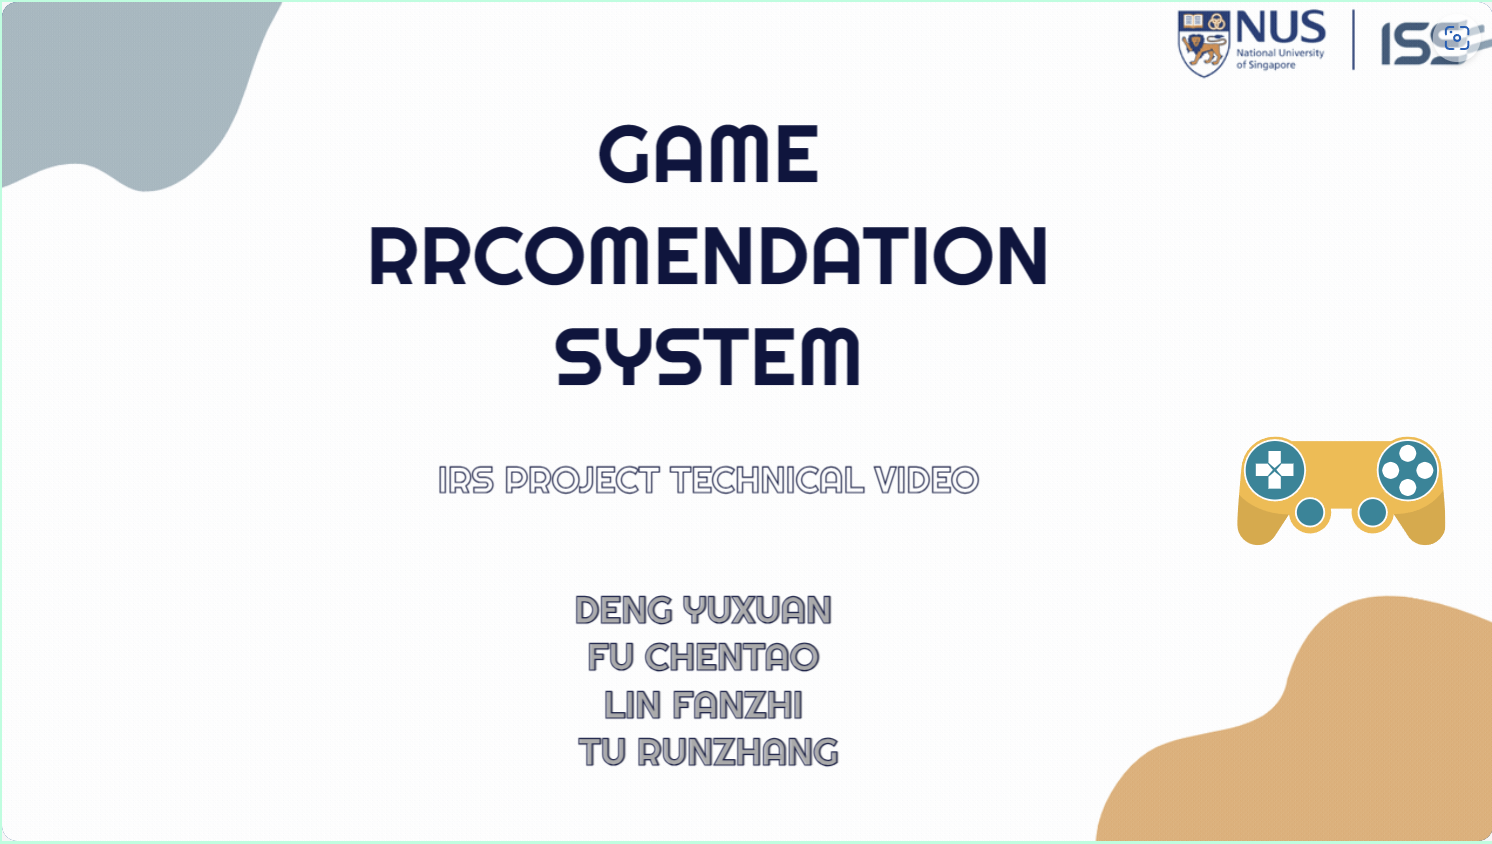 NUS
National University
of Singapore
ISS
GAME
RRCOMENDATION
SYSTEM
IRS PROJECT TECHNICAL VIDEO
DENG YUXUAN
FU CHENTAO
LIN FANZHI
TU RUNZHANG